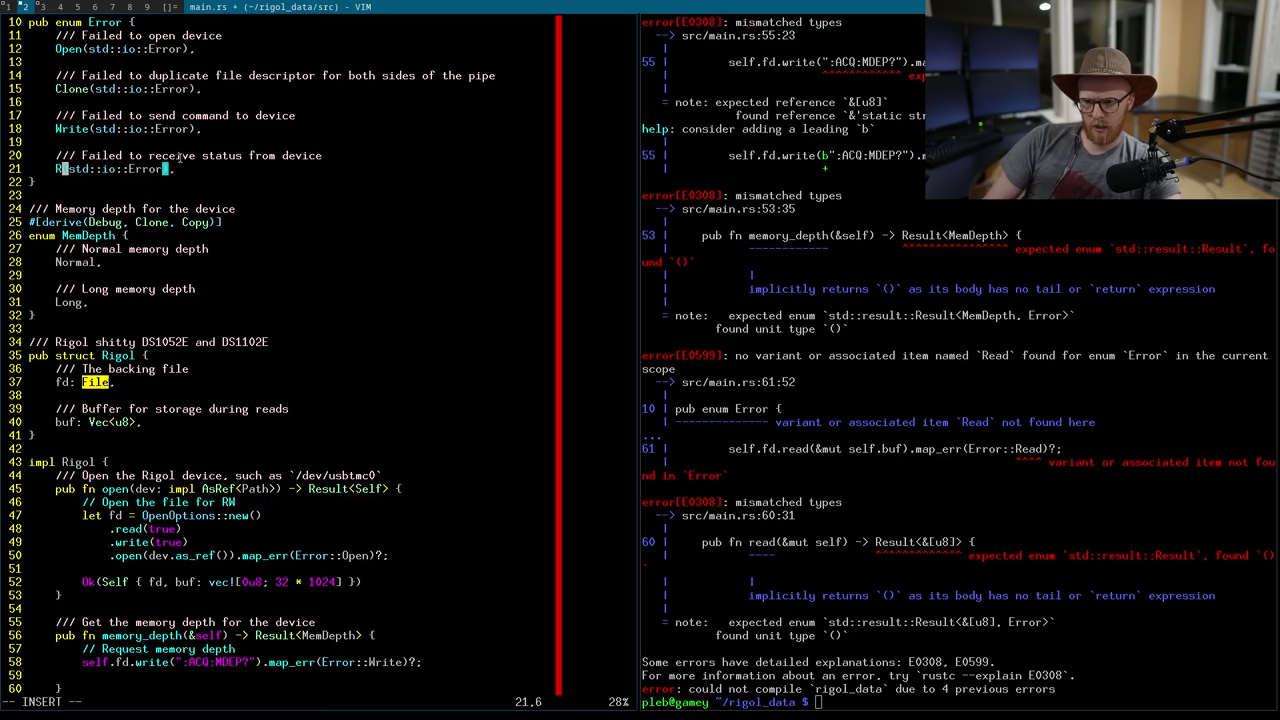 1 2 3 4 5 6 7 8 9 []= main.rs + (~/rigol_data/src) - VIM
10 pub enum Error {
11 /// Failed to open device
12 Open(std::io::Error),
13
14 /// Failed to duplicate file descriptor for both sides of the pipe
15 Clone(std::io::Error),
16
17 /// Failed to send command to device
18 Write(std::io::Error),
19
20 /// Failed to receive status from device
21 R(std::io::Error),
22 }
23
24 /// Memory depth for the device
25 #[derive(Debug, Clone, Copy)]
26 enum MemDepth {
27 /// Normal memory depth
28 Normal,
29
30 /// Long memory depth
31 Long,
32 }
33
34 /// Rigol shitty DS1052E and DS1102E
35 pub struct Rigol {
36 /// The backing file
37 fd: File,
38
39 /// Buffer for storage during reads
40 buf: Vec<u8>,
41 }
42
43 impl Rigol {
44 /// Open the Rigol device, such as `/dev/usbtmc0`
45 pub fn open(dev: impl AsRef<Path>) -> Result<Self> {
46 // Open the file for RW
47 let fd = OpenOptions::new()
48 .read(true)
49 .write(true)
50 .open(dev.as_ref()).map_err(Error::Open)?;
51
52 Ok(Self { fd, buf: vec![0u8; 32 * 1024] })
53 }
54
55 /// Get the memory depth for the device
56 pub fn memory_depth(&self) -> Result<MemDepth> {
57 // Request memory depth
58 self.fd.write(":ACQ:MDEP?").map_err(Error::Write)?;
59
60 }
-- INSERT -- 21,6 28%
error[E0308]: mismatched types
--> src/main.rs:55:23
|
55 | self.fd.write(":ACQ:MDEP?").ma
| ^^^^^^^^^^^^ exp
|
= note: expected reference `&[u8]`
found reference `&'static str
help: consider adding a leading `b`
|
55 | self.fd.write(b":ACQ:MDEP?").m
| +

error[E0308]: mismatched types
--> src/main.rs:53:35
|
53 | pub fn memory_depth(&self) -> Result<MemDepth> {
| ------------ ^^^^^^^^^^^^^^^^ expected enum `std::result::Result`, fo
und `()`
| |
| implicitly returns `()` as its body has no tail or `return` expression
|
= note: expected enum `std::result::Result<MemDepth, Error>`
found unit type `()`

error[E0599]: no variant or associated item named `Read` found for enum `Error` in the current
scope
--> src/main.rs:61:52
|
10 | pub enum Error {
| -------------- variant or associated item `Read` not found here
...
61 | self.fd.read(&mut self.buf).map_err(Error::Read)?;
| ^^^^ variant or associated item not fou
nd in `Error`

error[E0308]: mismatched types
--> src/main.rs:60:31
|
60 | pub fn read(&mut self) -> Result<&[Eu8]> {
| ---- ^^^^^^^^^^^^^ expected enum `std::result::Result`, found `()
`
| |
| implicitly returns `()` as its body has no tail or `return` expression
|
= note: expected enum `std::result::Result<&[Eu8], Error>`
found unit type `()`

Some errors have detailed explanations: E0308, E0599.
For more information about an error, try `rustc --explain E0308`.
error: could not compile `rigol_data` due to 4 previous errors
pleb@gamey ~/rigol_data $